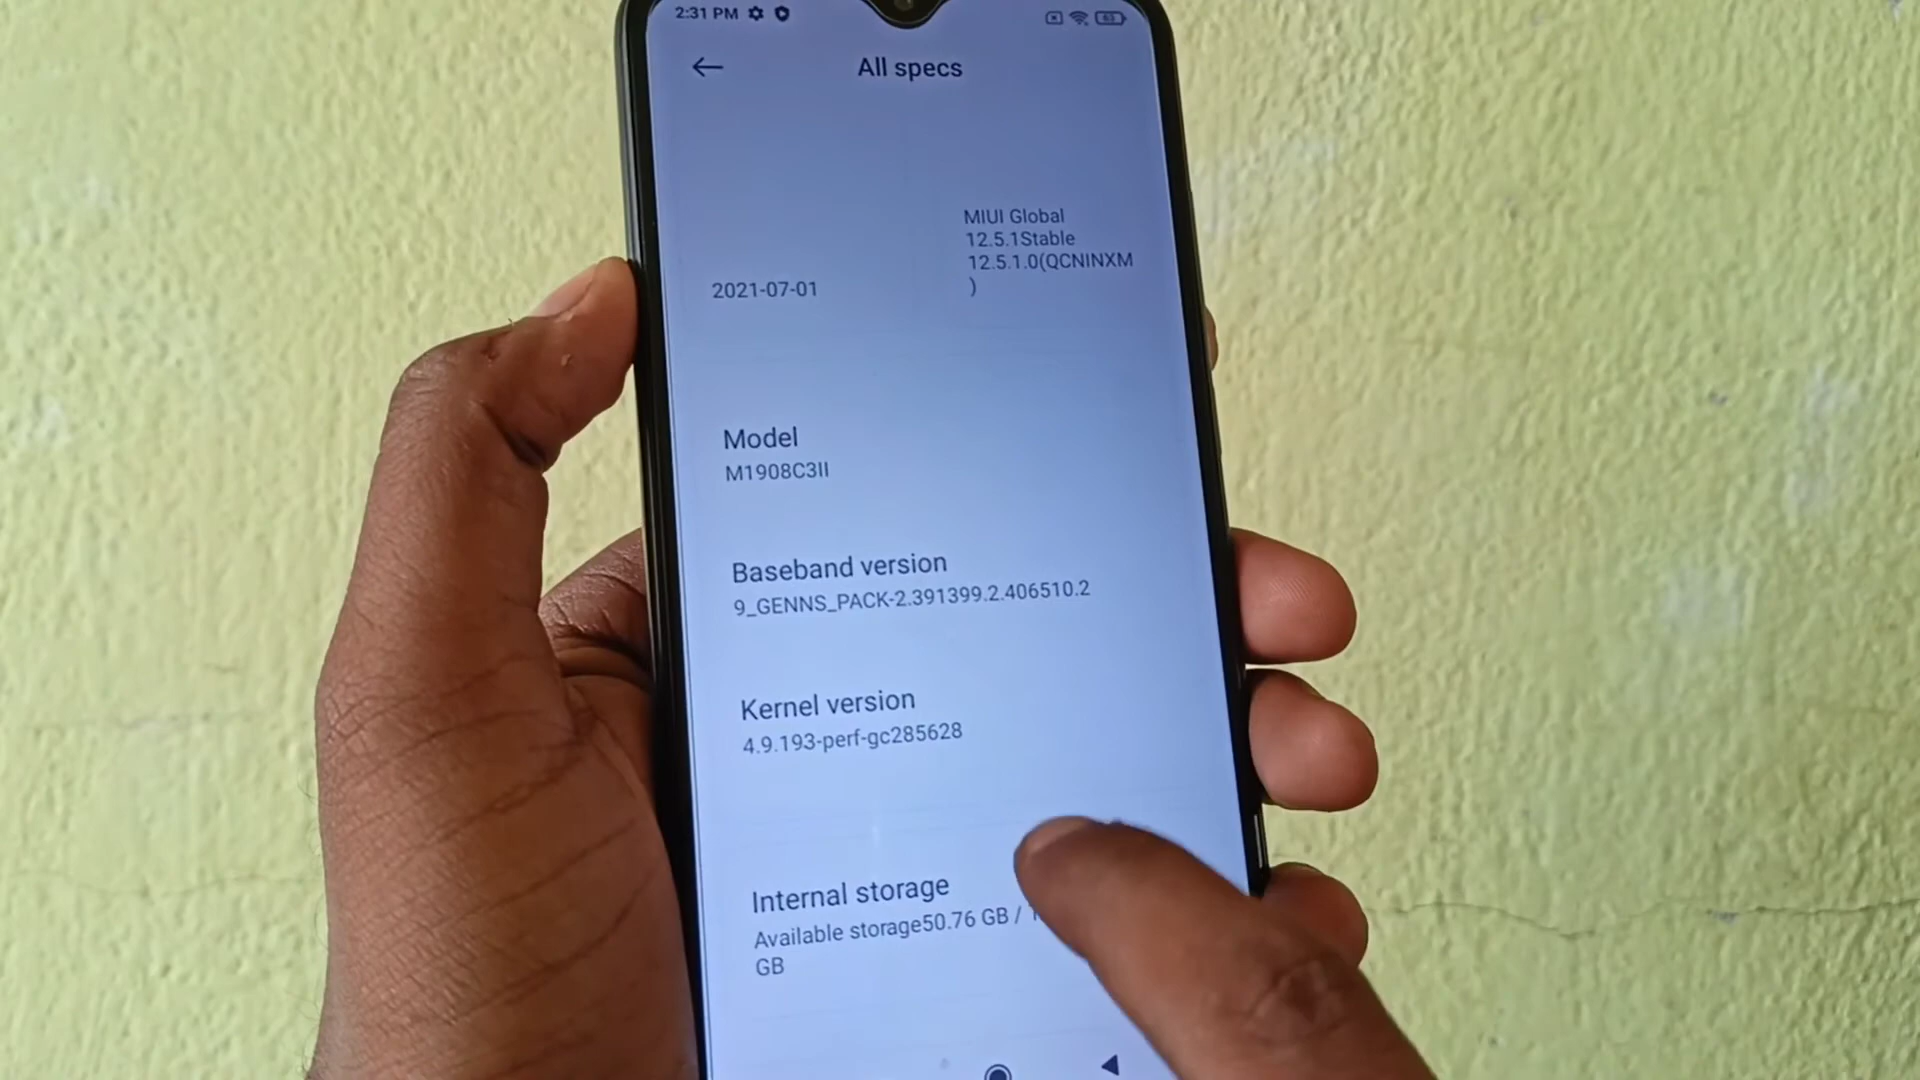 2:31 PM
63
All specs
MIUI Global
12.5.1Stable
12.5.1.0(QCNINXM
)
2021-07-01
Model
M1908C3II
Baseband version
9_GENNS_PACK-2.391399.2.406510.2
Kernel version
4.9.193-perf-gc285628
Internal storage
Available storage50.76 GB /
GB